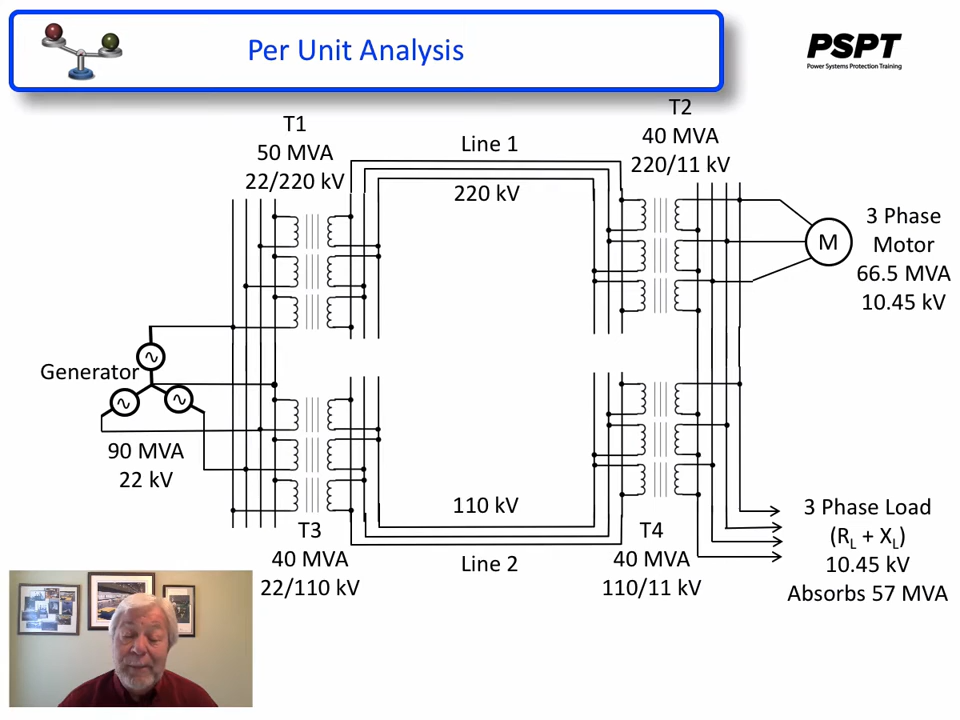 Per Unit Analysis
PSPT
Power Systems Protection Training
T1
50 MVA
22/220 kV
Line 1
220 kV
T2
40 MVA
220/11 kV
M
3 Phase
Motor
66.5 MVA
10.45 kV
Generator
90 MVA
22 kV
T3
40 MVA
22/110 kV
110 kV
Line 2
T4
40 MVA
110/11 kV
3 Phase Load
(RL + XL)
10.45 kV
Absorbs 57 MVA